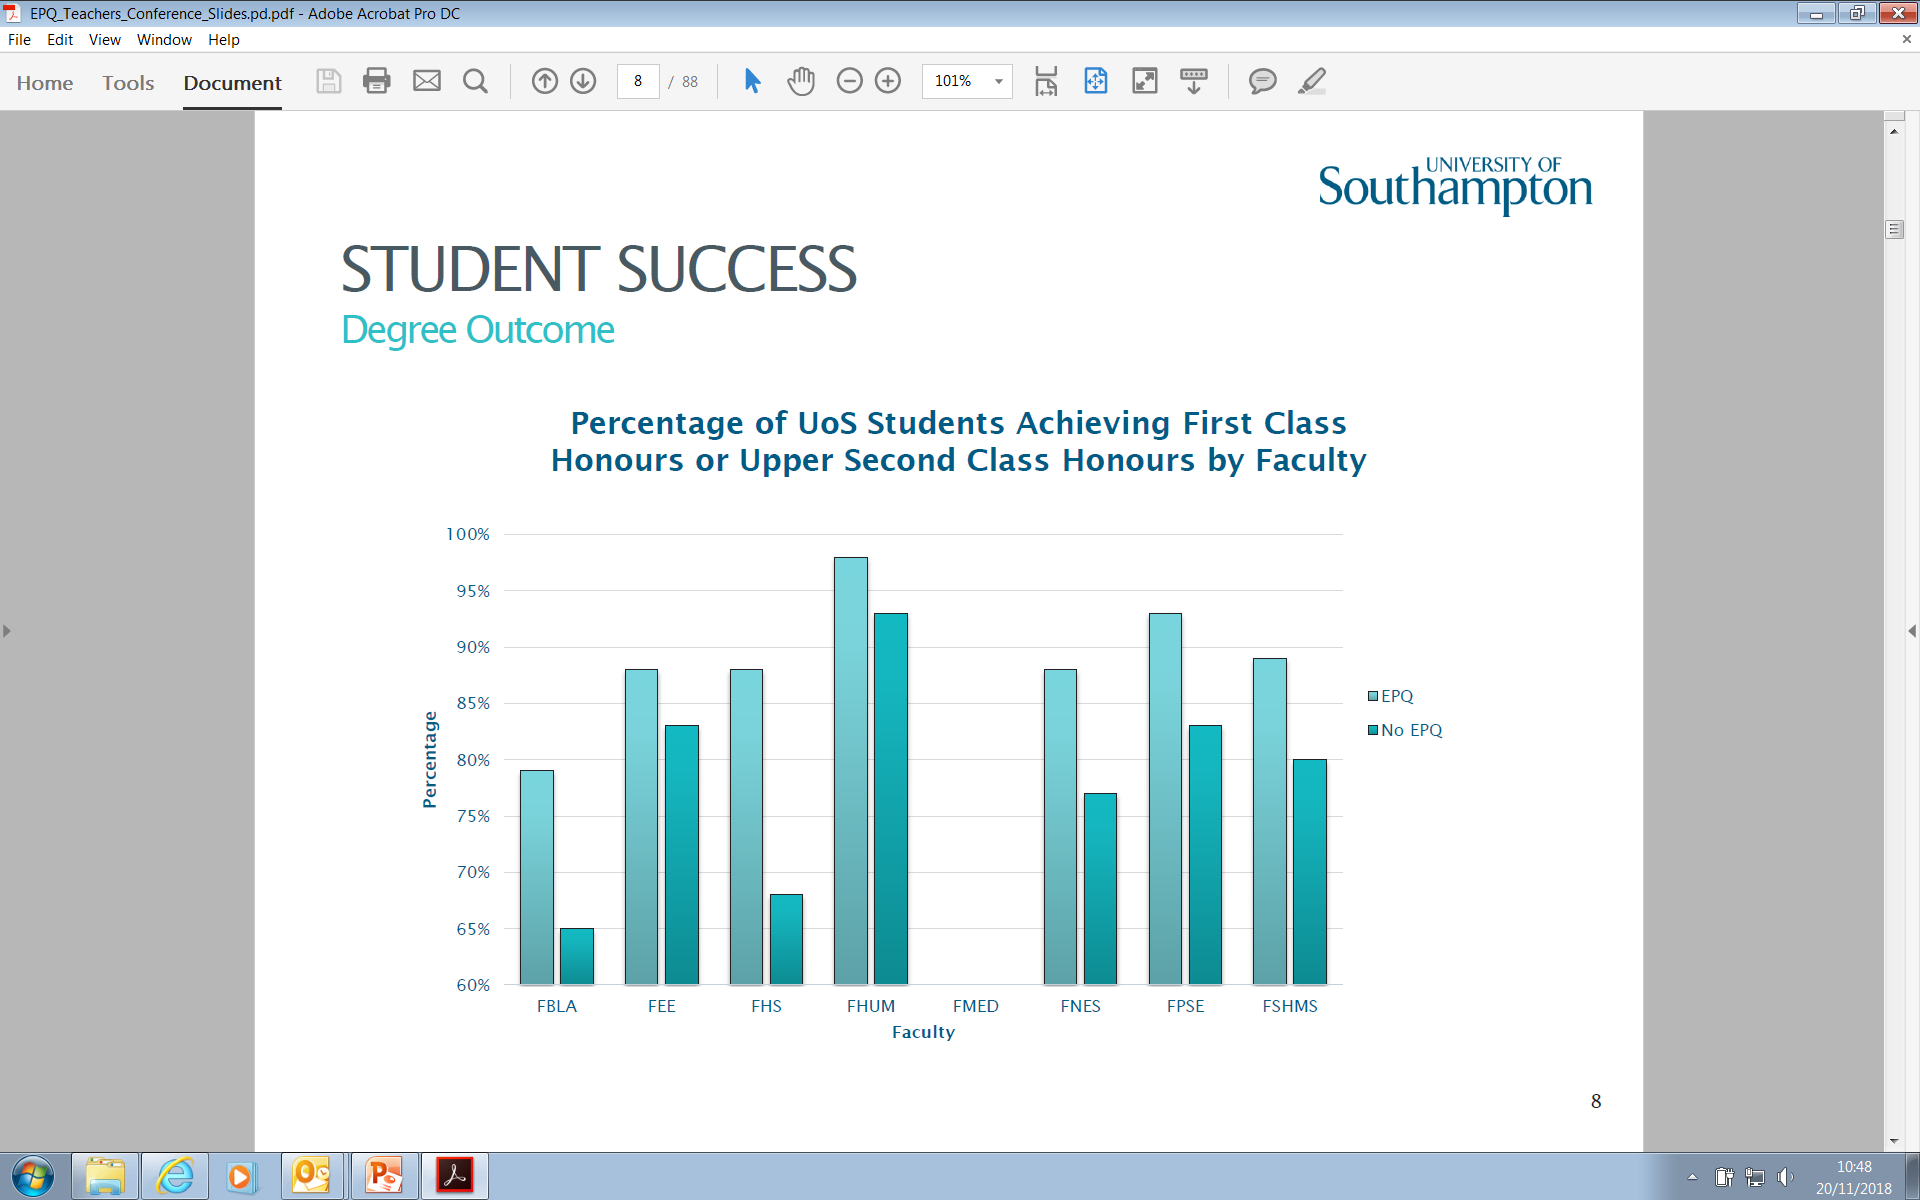 EPQ_Teachers_Conference_Slides.pd.pdf - Adobe Acrobat Pro DC
File Edit View Window Help
Home Tools Document 8 / 88 101%
UNIVERSITY OF
Southampton
STUDENT SUCCESS
Degree Outcome
Percentage of UoS Students Achieving First Class
Honours or Upper Second Class Honours by Faculty
100%
95%
90%
85%
80%
75%
70%
65%
60%
Percentage
EPQ
No EPQ
FBLA FEE FHS FHUM FMED FNES FPSE FSHMS
Faculty
8
10:48
20/11/2018